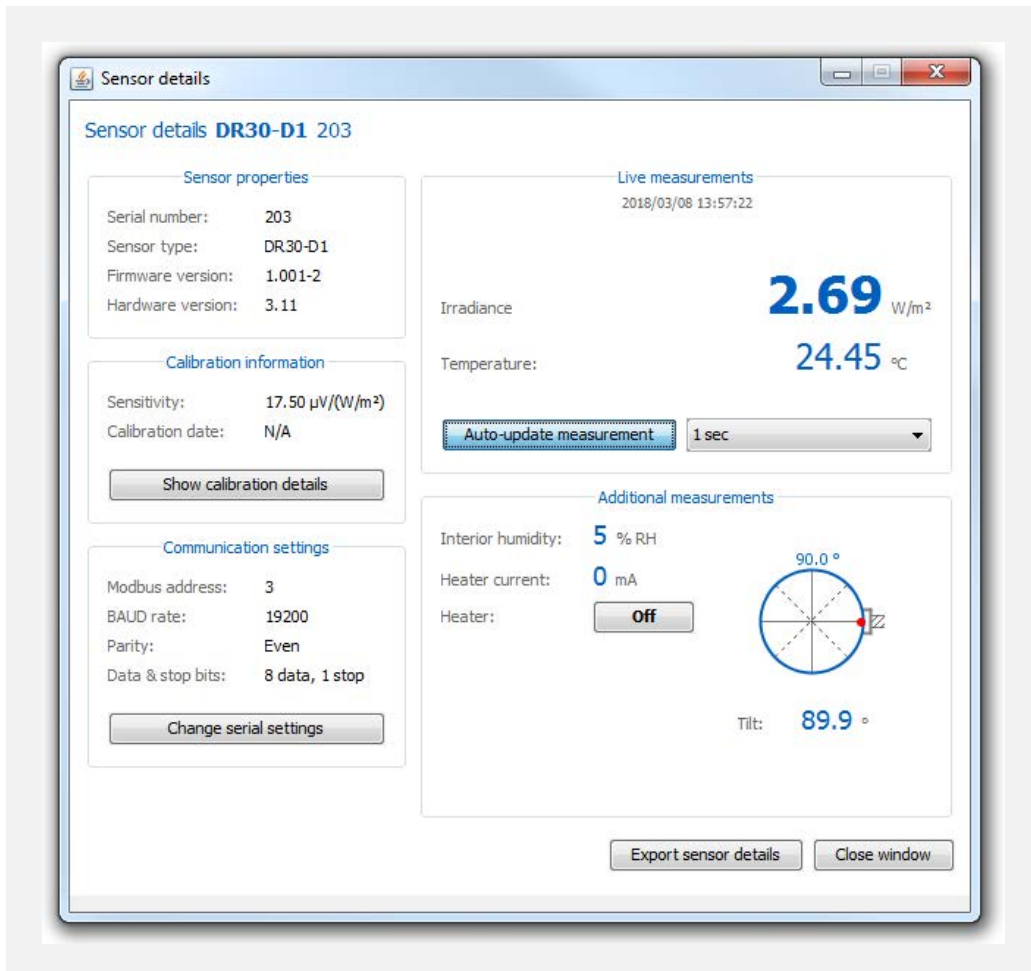 Sensor details
Sensor details DR30-D1 203
Sensor properties
Serial number: 203
Sensor type: DR30-D1
Firmware version: 1.001-2
Hardware version: 3.11
Calibration information
Sensitivity: 17.50 µV/(W/m²)
Calibration date: N/A
Show calibration details
Communication settings
Modbus address: 3
BAUD rate: 19200
Parity: Even
Data & stop bits: 8 data, 1 stop
Change serial settings
Live measurements
2018/03/08 13:57:22
Irradiance 2.69 W/m²
Temperature: 24.45 °C
Auto-update measurement 1 sec
Additional measurements
Interior humidity: 5 % RH
Heater current: 0 mA
Heater: Off
90.0 °
Tilt: 89.9 °
Export sensor details Close window